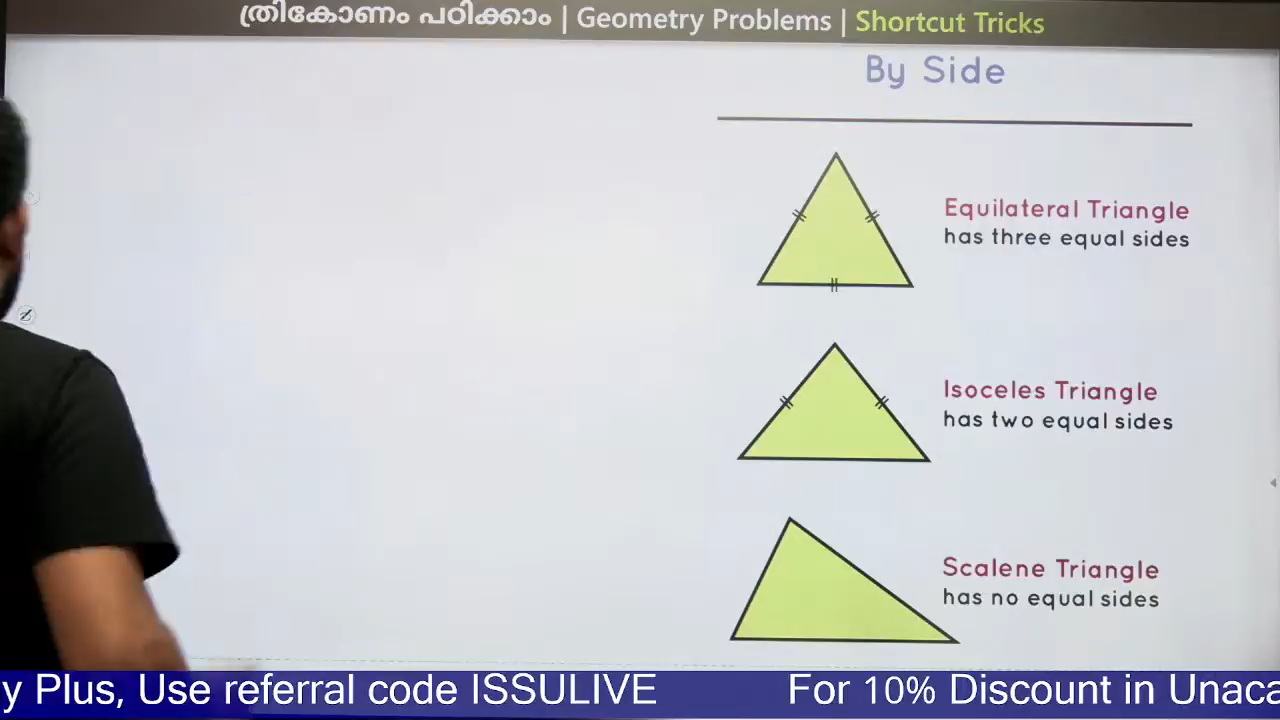 ത്രികോണം പഠിക്കാം | Geometry Problems | Shortcut Tricks
By Side
Equilateral Triangle
has three equal sides
Isoceles Triangle
has two equal sides
Scalene Triangle
has no equal sides
y Plus, Use referral code ISSULIVE For 10% Discount in Unaca